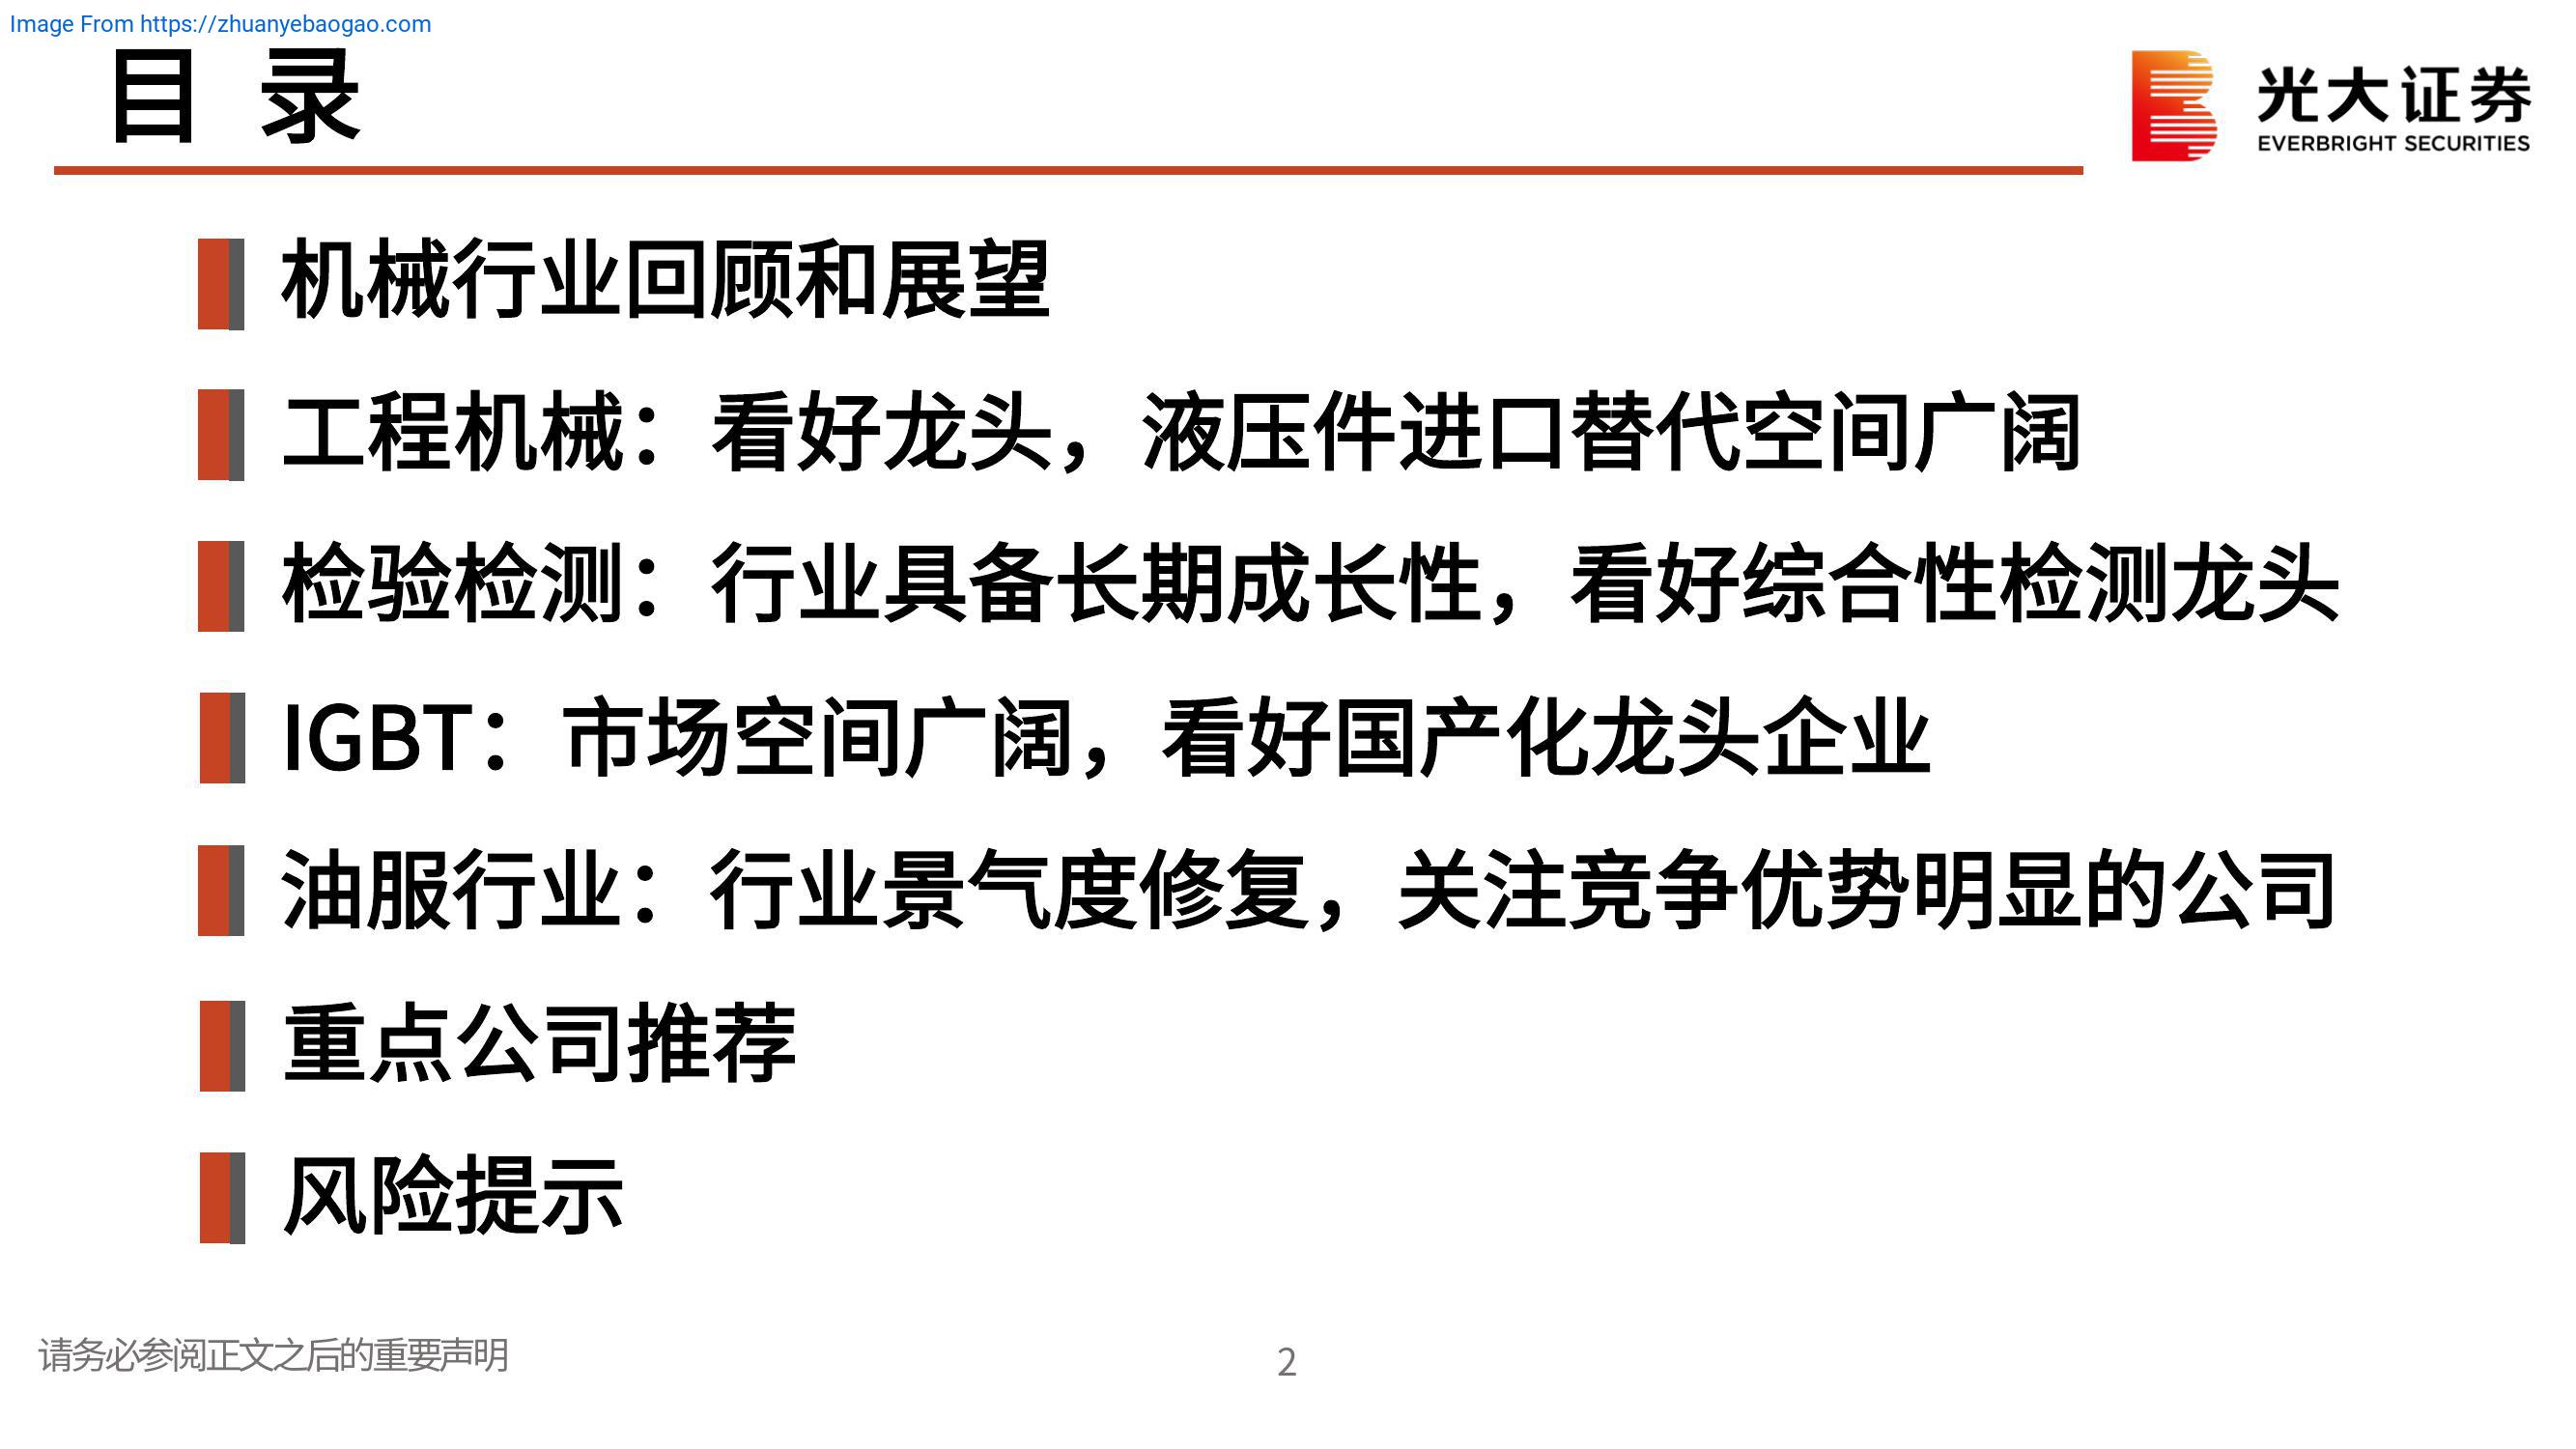 Image From https://zhuanyebaogao.com
目 录
光大证券
EVERBRIGHT SECURITIES
机械行业回顾和展望
工程机械：看好龙头，液压件进口替代空间广阔
检验检测：行业具备长期成长性，看好综合性检测龙头
IGBT：市场空间广阔，看好国产化龙头企业
油服行业：行业景气度修复，关注竞争优势明显的公司
重点公司推荐
风险提示
请务必参阅正文之后的重要声明
2